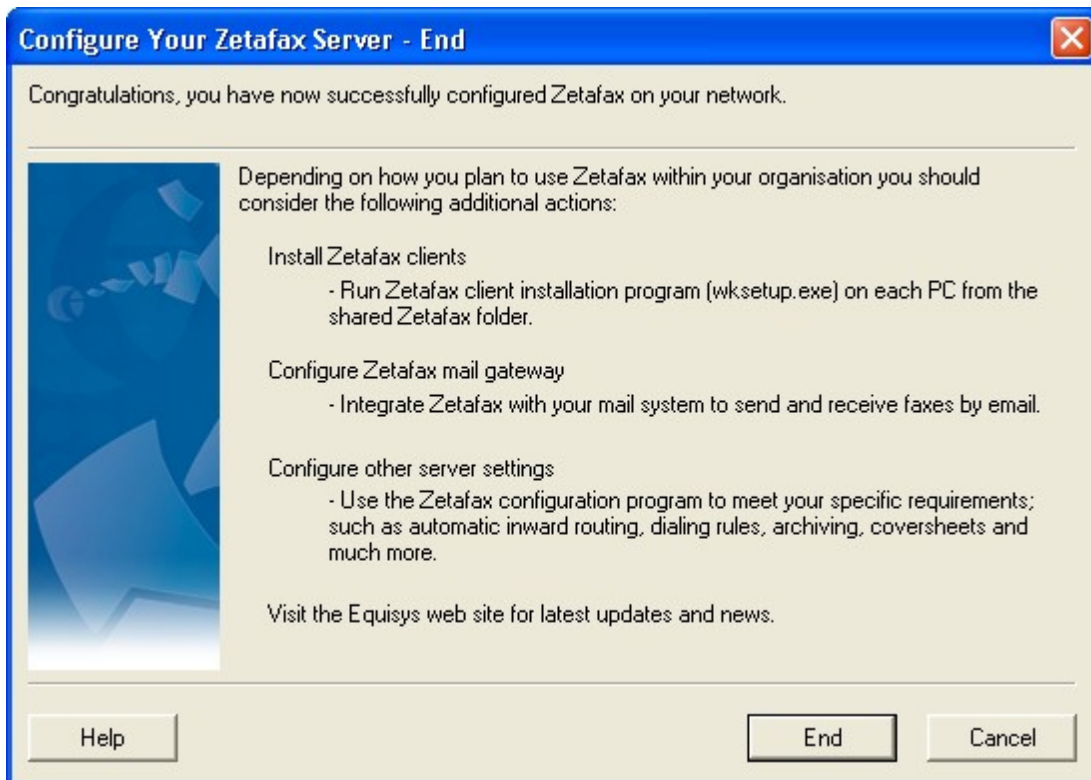 Configure Your Zetafax Server - End
Congratulations, you have now successfully configured Zetafax on your network.
Depending on how you plan to use Zetafax within your organisation you should
consider the following additional actions:
Install Zetafax clients
- Run Zetafax client installation program (wksetup.exe) on each PC from the
shared Zetafax folder.
Configure Zetafax mail gateway
- Integrate Zetafax with your mail system to send and receive faxes by email.
Configure other server settings
- Use the Zetafax configuration program to meet your specific requirements;
such as automatic inward routing, dialing rules, archiving, coversheets and
much more.
Visit the Equisys web site for latest updates and news.
Help
End
Cancel